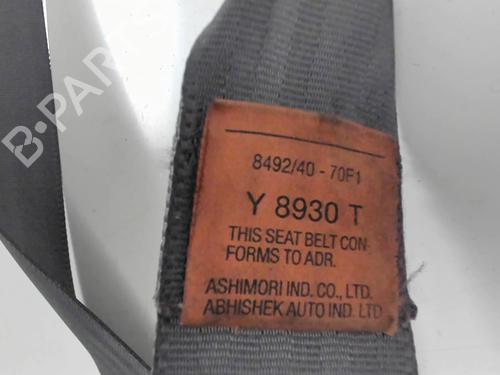 B-PARTS
8492/40 - 70F1
Y 8930 T
THIS SEAT BELT CON-
FORMS TO ADR.
ASHIMORI IND. CO., LTD.
ABHISHEK AUTO IND. LTD